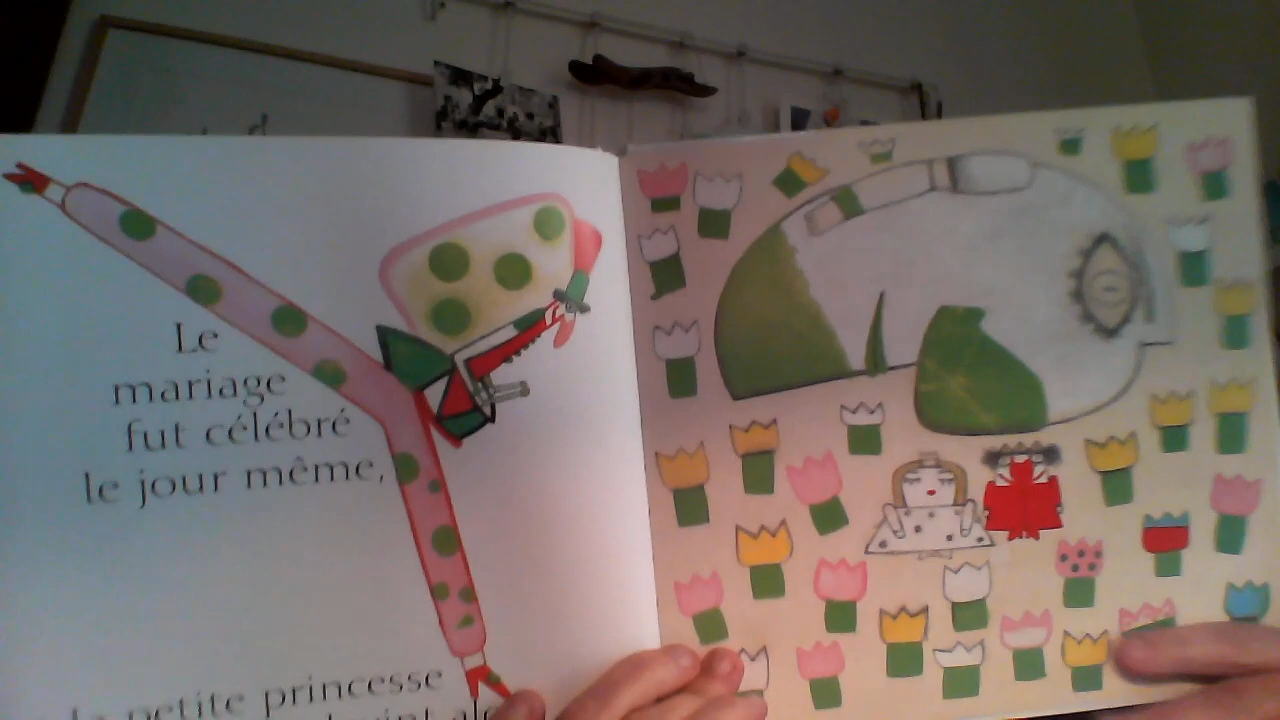 Le
mariage
fut célébré
le jour même,
la petite princesse